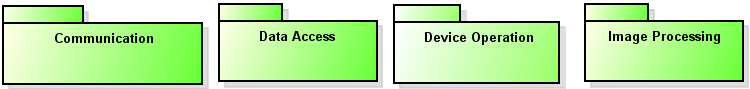 Communication
Data Access
Device Operation
Image Processing